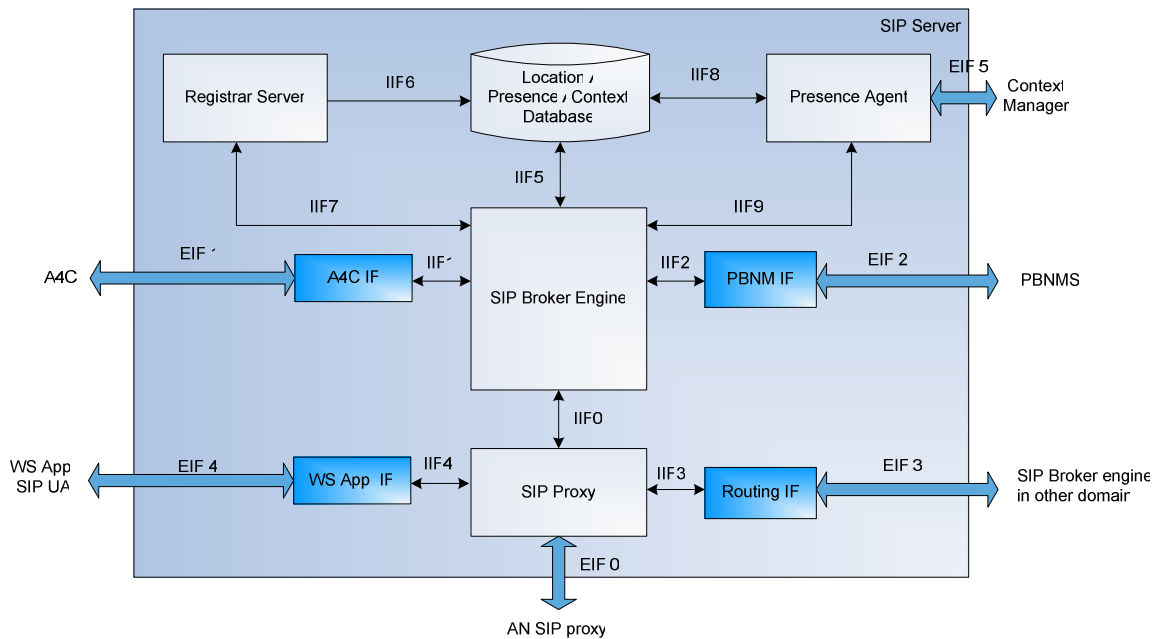 SIP Server
Registrar Server
IIF6
Location /
Presence / Context
Database
IIF8
Presence Agent
EIF 5
Context
Manager
IIF5
IIF7
IIF9
A4C
EIF 1
A4C IF
IIF1
SIP Broker Engine
IIF2
PBNM IF
EIF 2
PBNMS
IIF0
WS App
SIP UA
EIF 4
WS App IF
IIF4
SIP Proxy
IIF3
Routing IF
EIF 3
SIP Broker engine
in other domain
EIF 0
AN SIP proxy